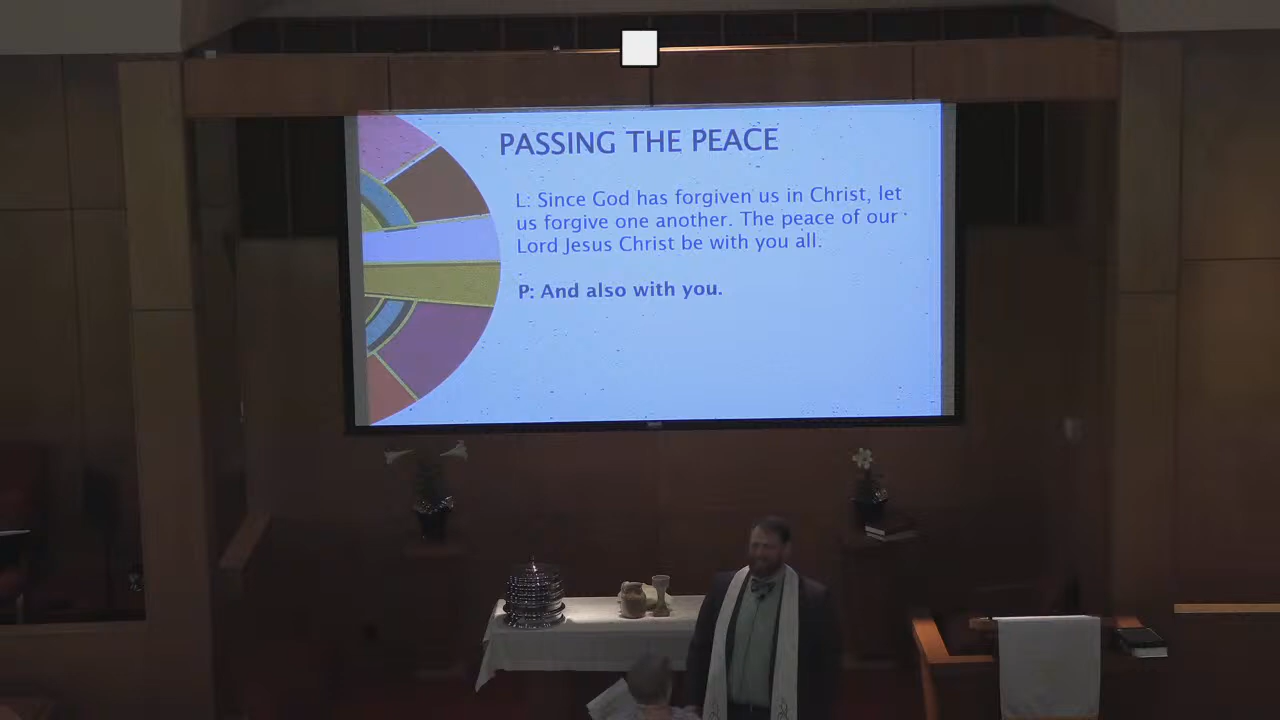 PASSING THE PEACE
L: Since God has forgiven us in Christ, let
us forgive one another. The peace of our
Lord Jesus Christ be with you all.
P: And also with you.